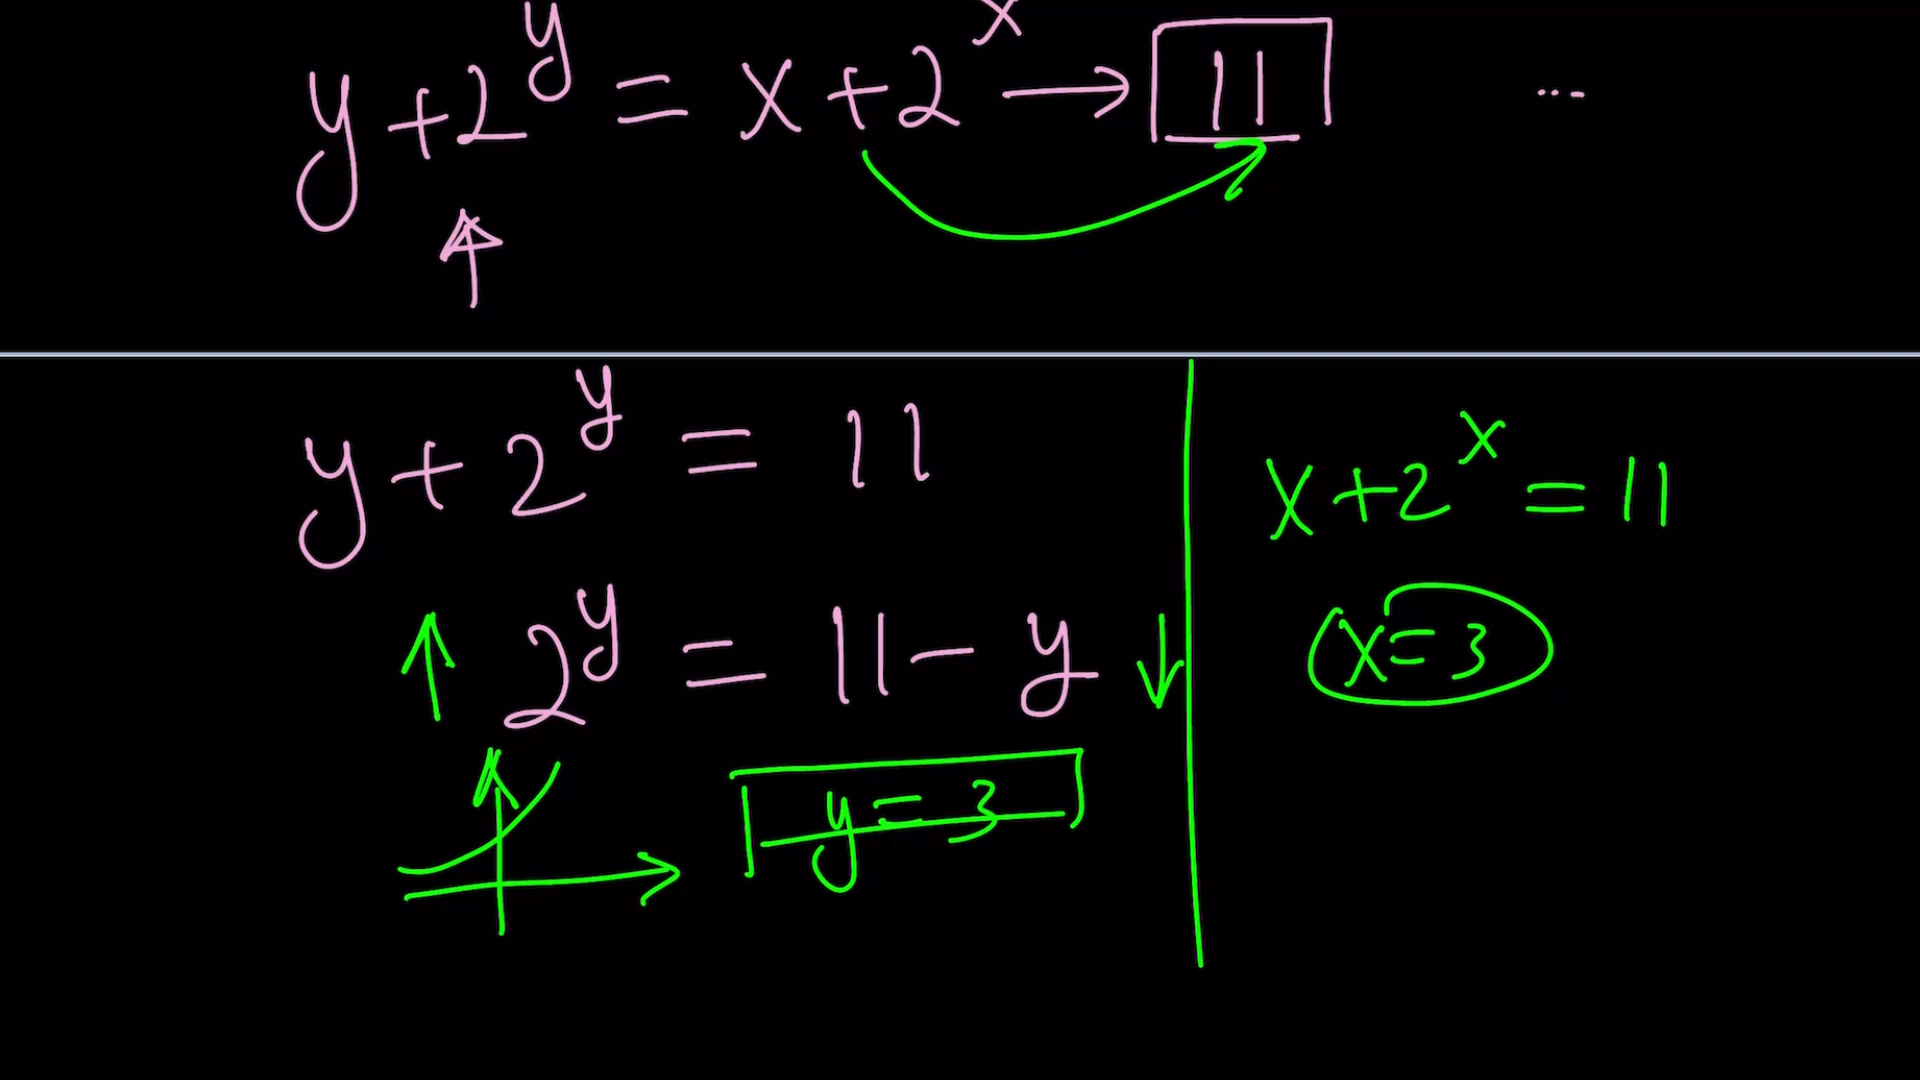 y + 2^y = x + 2^x → 11 ...
y + 2^y = 11
2^y = 11 - y
y = 3
x + 2^x = 11
x = 3